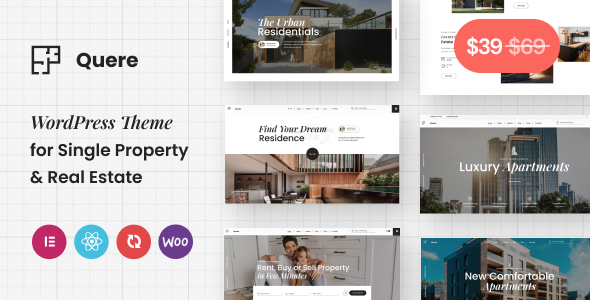 Quere
WordPress Theme
for Single Property
& Real Estate
Woo
The Urban
Residentials
$39 $69
Find Your Dream
Residence
Luxury Apartments
Rent, Buy or Sell Property
in Few Minutes
New Comfortable
Apartments